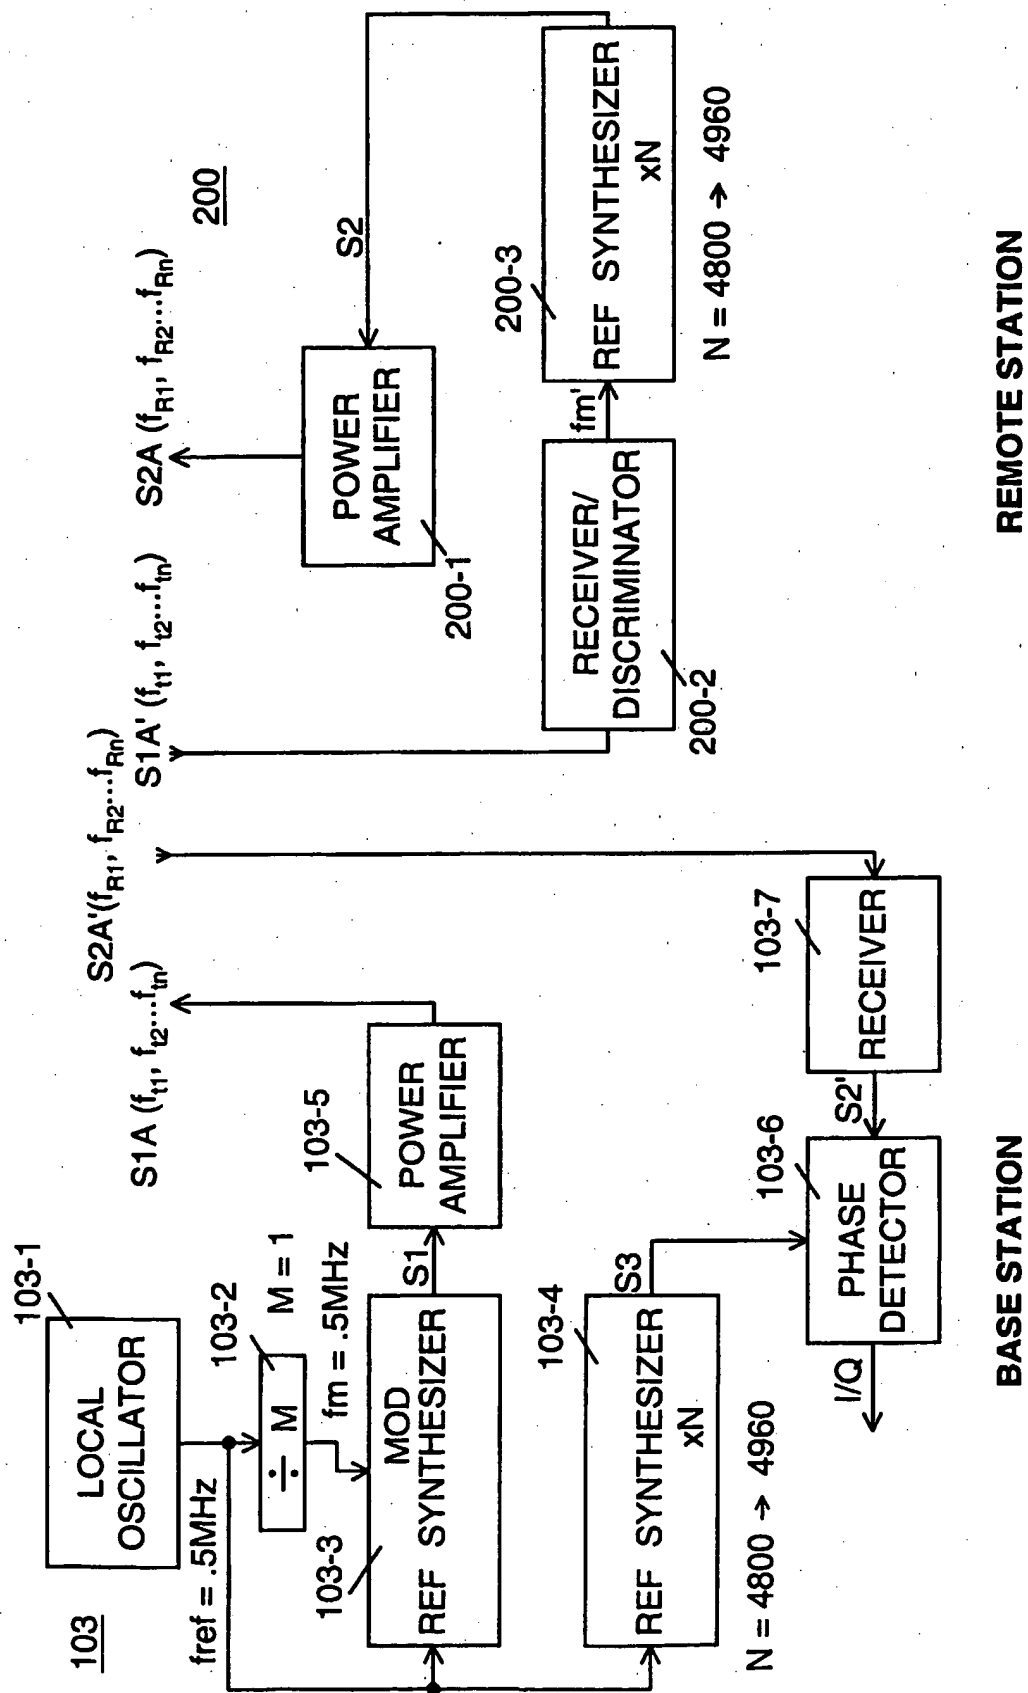 103
LOCAL
OSCILLATOR
103-1
fref = .5MHz
÷ M
103-2
M = 1
fm = .5MHz
103-3
MOD
REF SYNTHESIZER
S1
103-5
POWER
AMPLIFIER
S1A (ft1, ft2...ftn)
S2A'(fR1, fR2...fRn)
103-4
REF SYNTHESIZER
xN
N = 4800 → 4960
S3
103-6
PHASE
DETECTOR
I/Q
S2'
103-7
RECEIVER
BASE STATION
200
S1A' (ft1, ft2...ftn)
S2A (fR1, fR2...fRn)
POWER
AMPLIFIER
200-1
S2
RECEIVER/
DISCRIMINATOR
200-2
fm'
200-3
REF SYNTHESIZER
xN
N = 4800 → 4960
REMOTE STATION